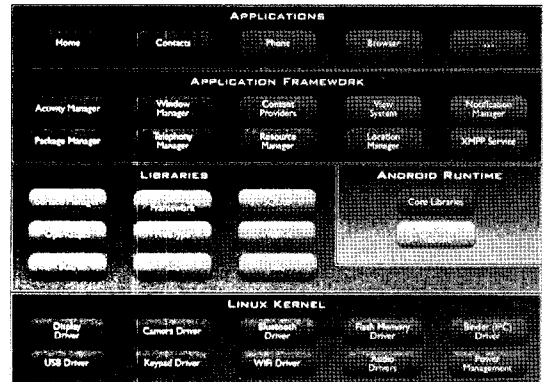 APPLICATIONS
Home
Contacts
Phone
Browser
...
APPLICATION FRAMEWORK
Activity Manager
Window
Manager
Content
Providers
View
System
Notification
Manager
Package Manager
Telephony
Manager
Resource
Manager
Location
Manager
XMPP Service
LIBRARIES
Framework
ANDROID RUNTIME
Core Libraries
LINUX KERNEL
Display
Driver
Camera Driver
Bluetooth
Driver
Flash Memory
Driver
Binder (IPC)
Driver
USB Driver
Keypad Driver
WiFi Driver
Audio
Drivers
Power
Management